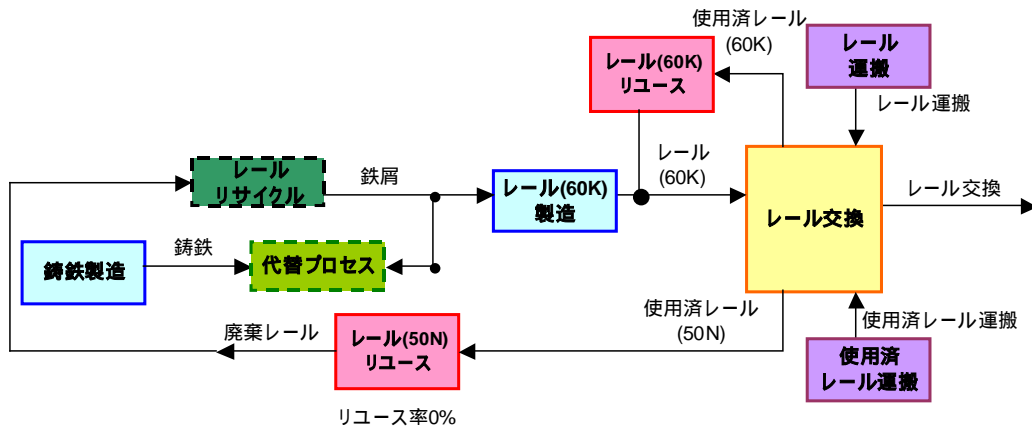 使用済レール
(60K)
レール(60K)
リユース
レール
運搬
レール運搬
レール
リサイクル
鉄屑
レール(60K)
製造
レール
(60K)
レール交換
レール交換
鋳鉄製造
鋳鉄
代替プロセス
廃棄レール
レール(50N)
リユース
使用済レール
(50N)
使用済レール運搬
使用済
レール運搬
リユース率0%